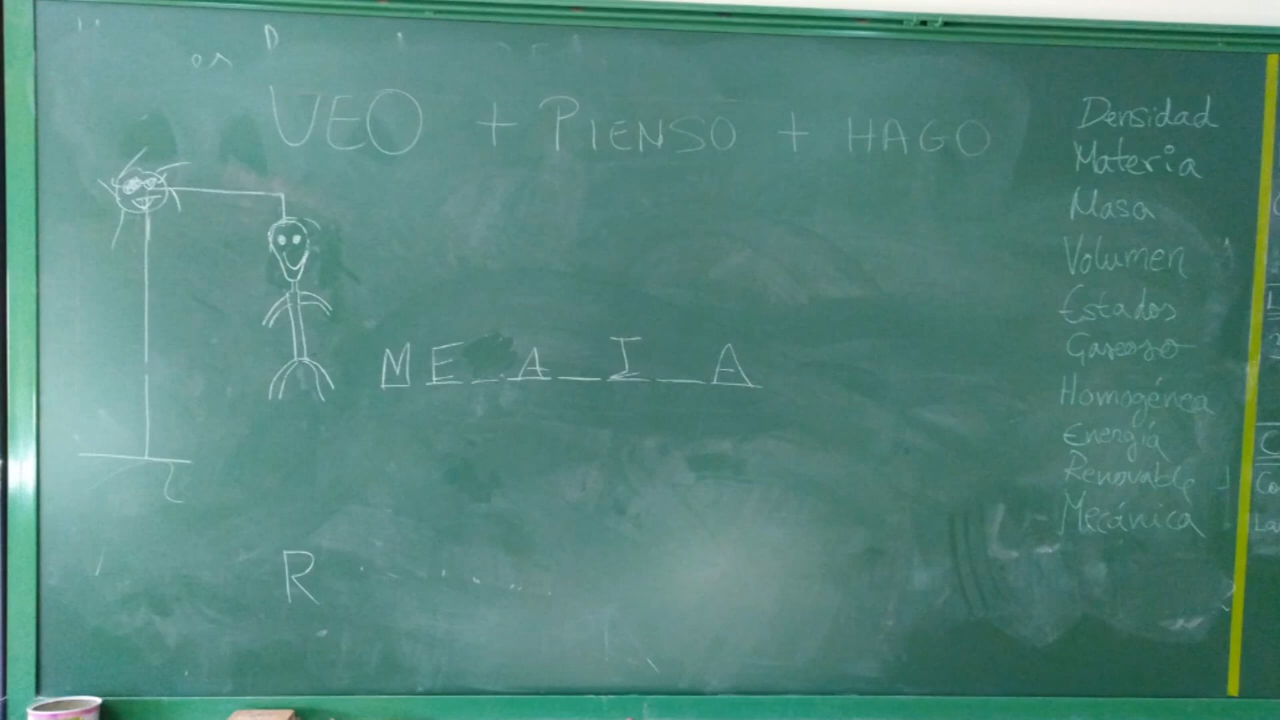 VEO + PIENSO + HAGO
Densidad
Materia
Masa
Volumen
Estados
Gaseoso
Homogénea
Energía
Renovable
Mecánica
M E _ A _ I _ A
R